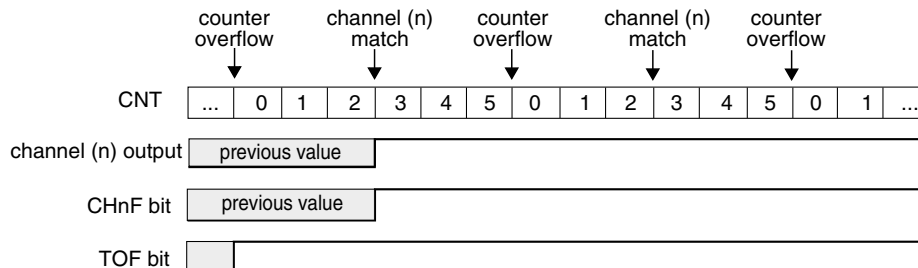 counter overflow
channel (n) match
counter overflow
channel (n) match
counter overflow
CNT ... 0 1 2 3 4 5 0 1 2 3 4 5 0 1 ...
channel (n) output previous value
CHnF bit previous value
TOF bit